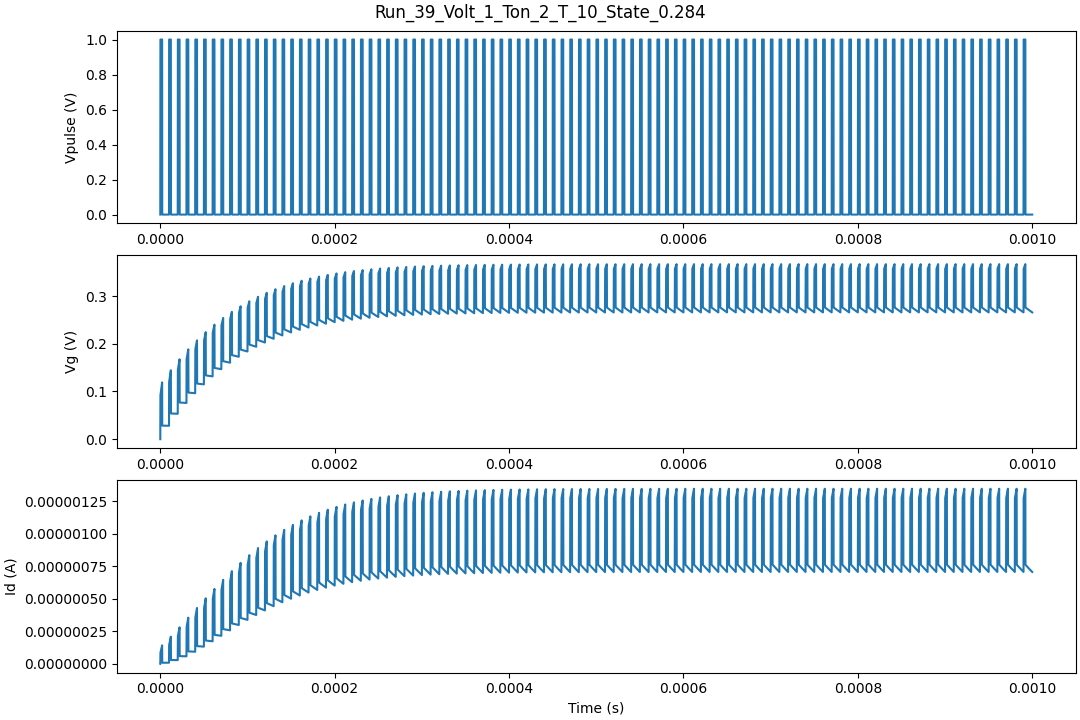 Run_39_Volt_1_Ton_2_T_10_State_0.284
Vpulse (V)
1.0
0.8
0.6
0.4
0.2
0.0
0.0000 0.0002 0.0004 0.0006 0.0008 0.0010
Vg (V)
0.3
0.2
0.1
0.0
0.0000 0.0002 0.0004 0.0006 0.0008 0.0010
Id (A)
0.00000125
0.00000100
0.00000075
0.00000050
0.00000025
0.00000000
0.0000 0.0002 0.0004 0.0006 0.0008 0.0010
Time (s)